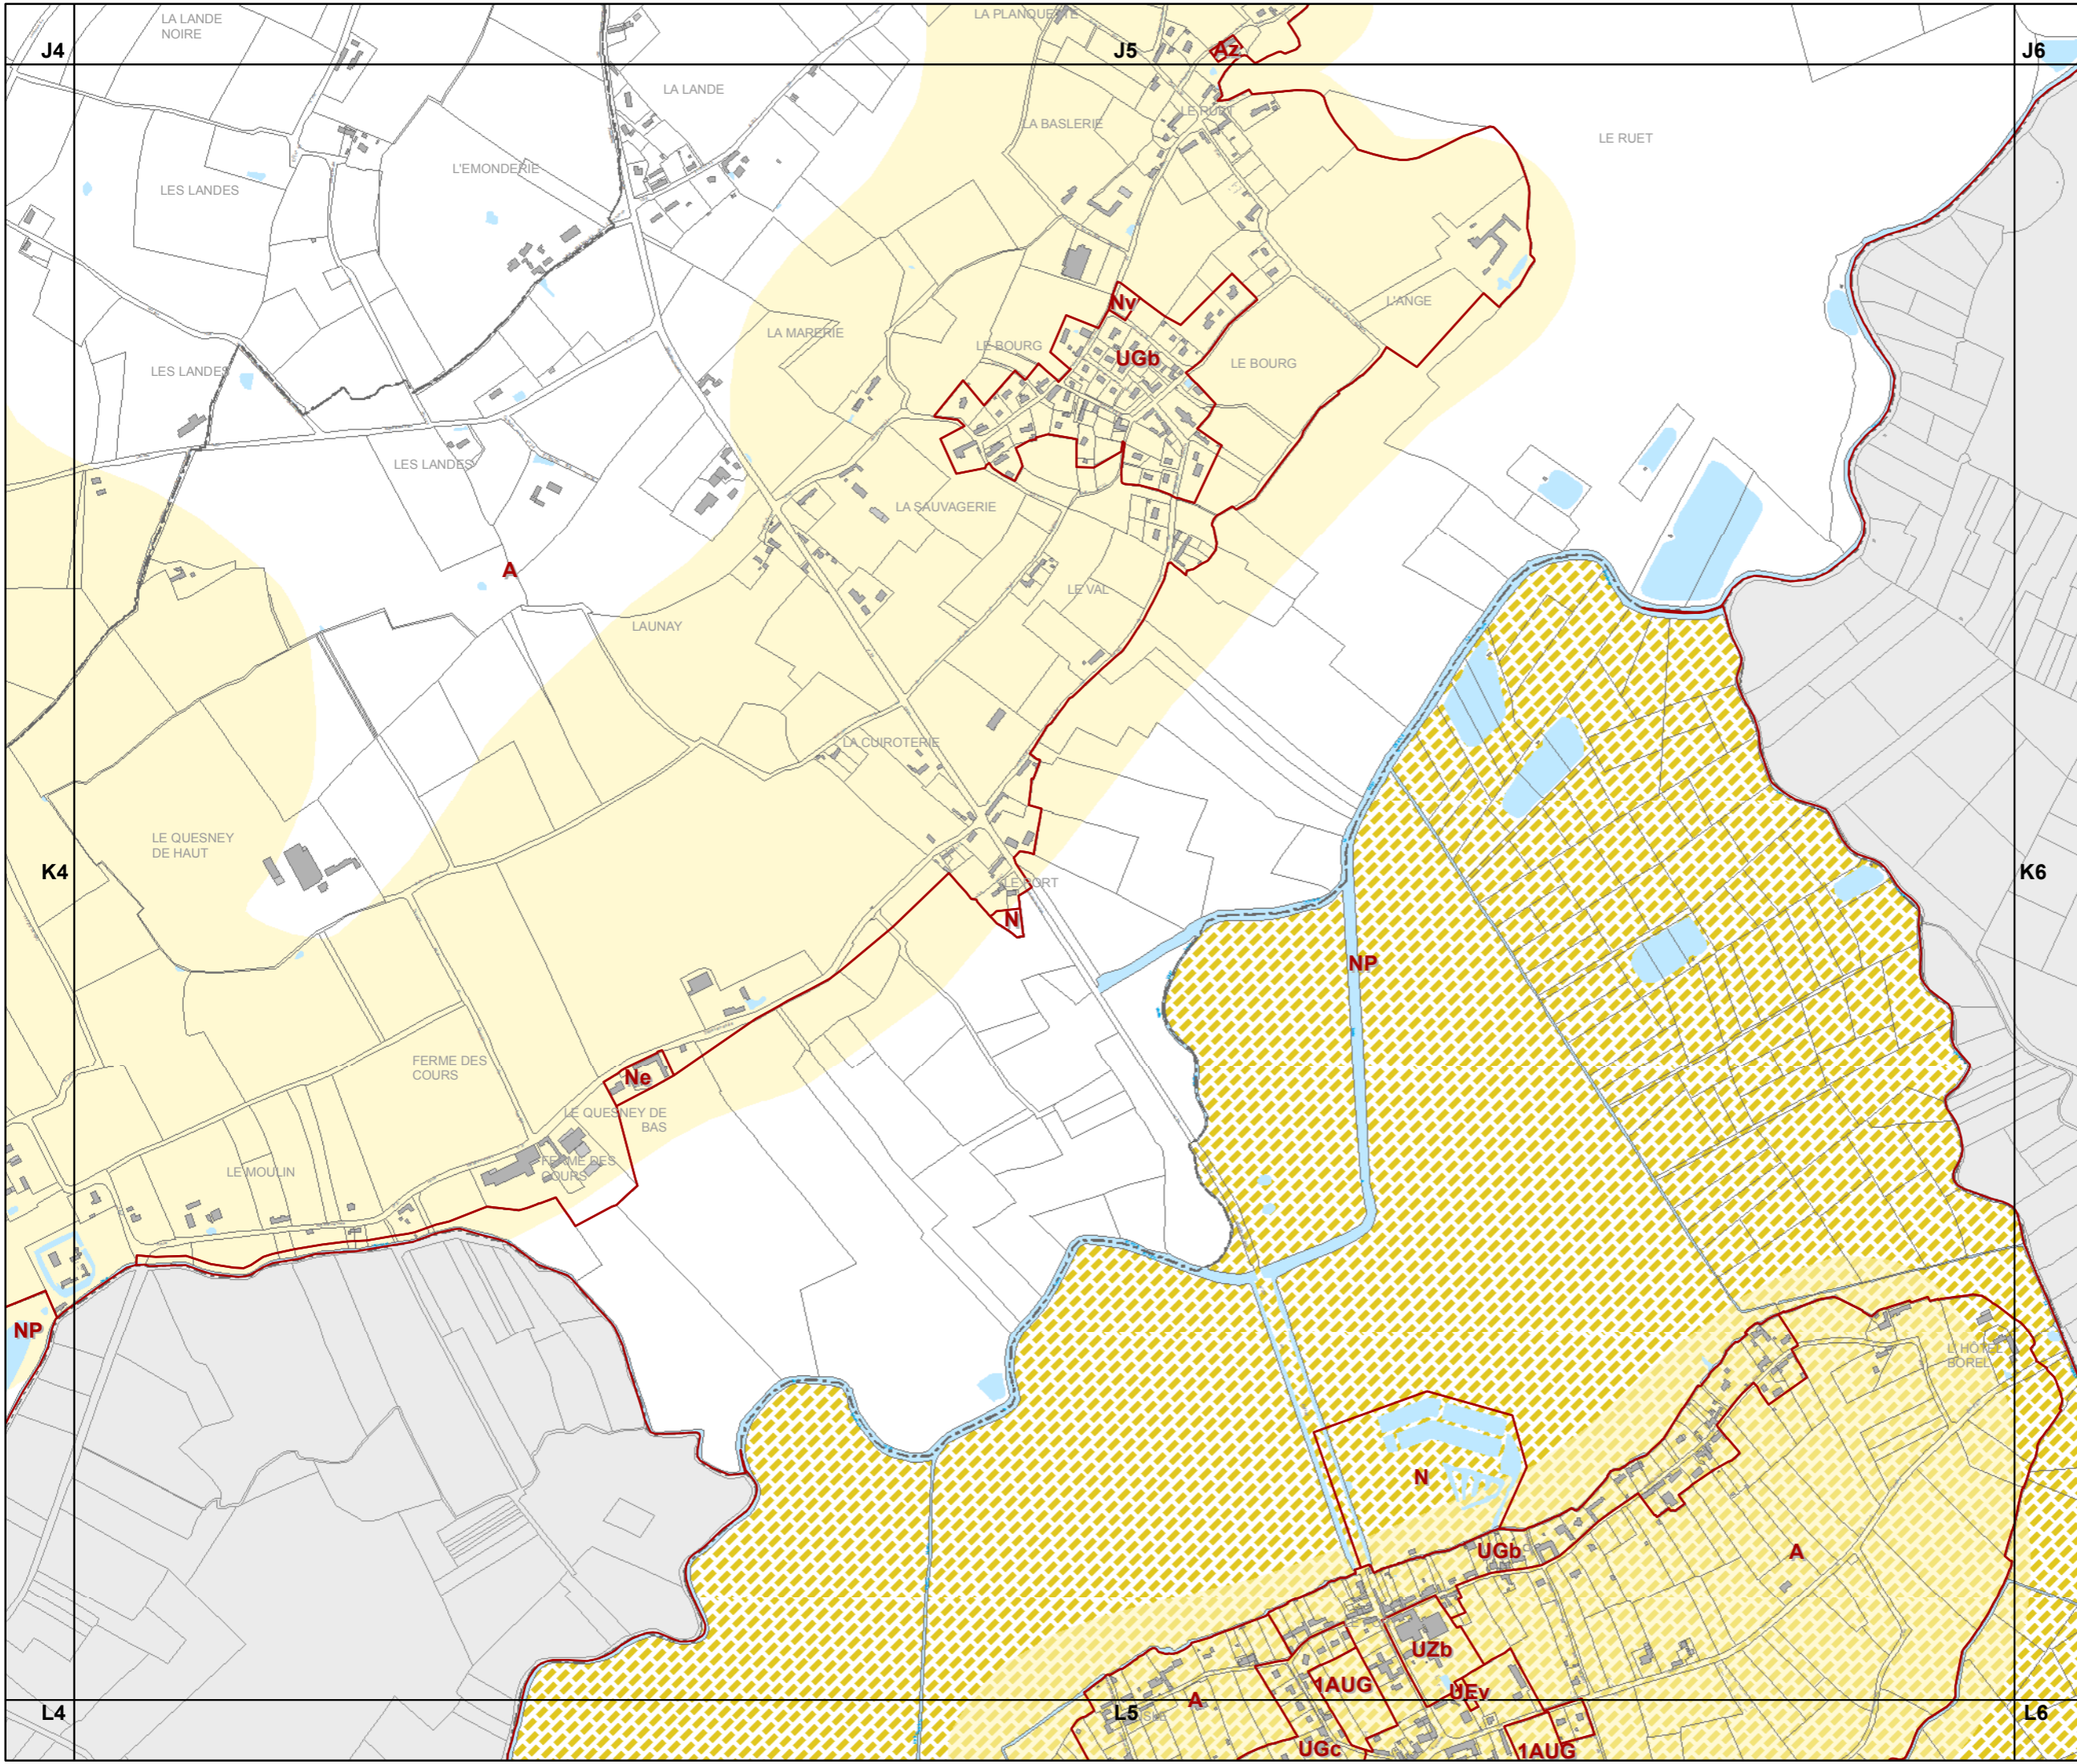 LA LANDE
NOIRE
LA PLANQUETTE
J4
J5
Az
J6
LA LANDE
LE RUET
LA BASLERIE
LE RUET
L'EMONDERIE
LES LANDES
Nv
L'ANGE
LA MARERIE
LE BOURG
UGb
LE BOURG
LES LANDES
LES LANDES
LA SAUVAGERIE
A
LE VAL
LAUNAY
LA CUIROTERIE
LE QUESNEY
DE HAUT
K4
LE PORT
K6
N
NP
FERME DES
COURS
Ne
LE QUESNEY DE
BAS
FERME DES
COURS
LE MOULIN
NP
L' HOTEL
BOREL
N
UGb
A
UZb
1AUG
UEv
A
L4
L5
L6
UGc
1AUG